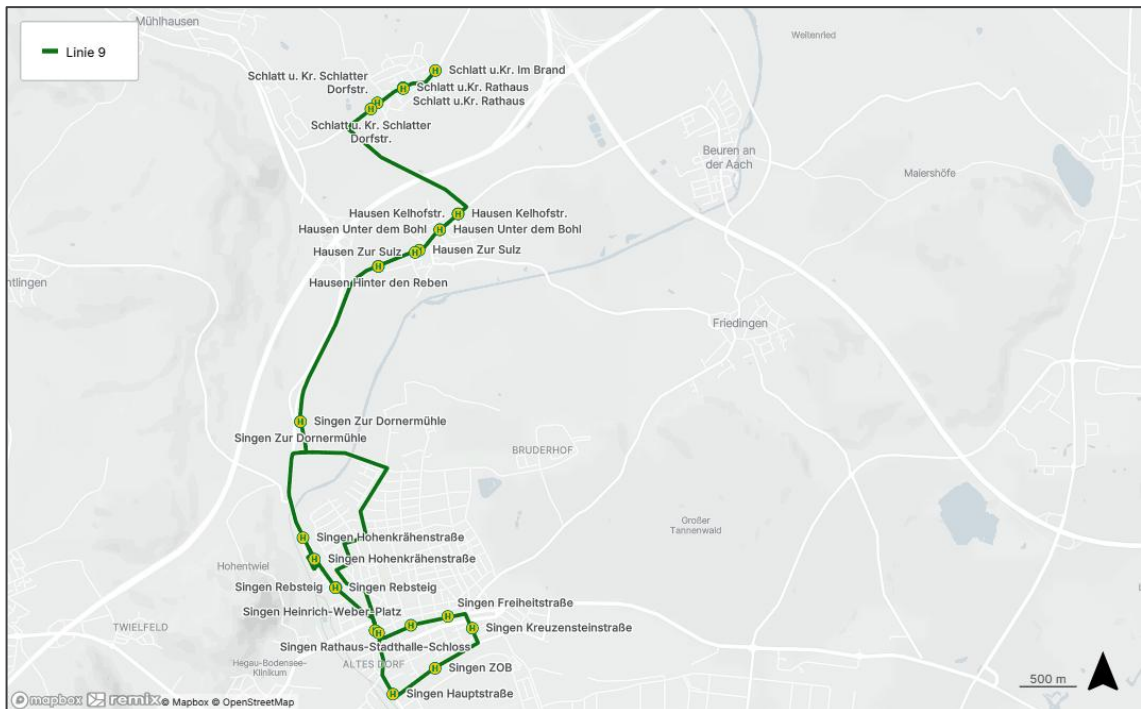 Mühlhausen
Weitenried
Linie 9
Schlatt u.Kr. Im Brand
Schlatt u. Kr. Schlatter
Dorfstr.
Schlatt u.Kr. Rathaus
Schlatt u.Kr. Rathaus
Schlatt u. Kr. Schlatter
Dorfstr.
Beuren an
der Aach
Maiershöfe
Hausen Kelhofstr.
Hausen Kelhofstr.
Hausen Unter dem Bohl
Hausen Unter dem Bohl
Hausen Zur Sulz
Hausen Zur Sulz
Hausen Hinter den Reben
ntlingen
Friedingen
Singen Zur Dornermühle
Singen Zur Dornermühle
BRUDERHOF
Großer
Tannenwald
Singen Hohenkrähenstraße
Singen Hohenkrähenstraße
Hohentwiel
Singen Rebsteig
Singen Rebsteig
Singen Freiheitstraße
Singen Heinrich-Weber-Platz
TWIELFELD
Singen Kreuzensteinstraße
Singen Rathaus-Stadthalle-Schloss
ALTES DORF
Hegau-Bodensee-
Klinikum
Singen ZOB
Singen Hauptstraße
500 m
mapbox remix © Mapbox © OpenStreetMap